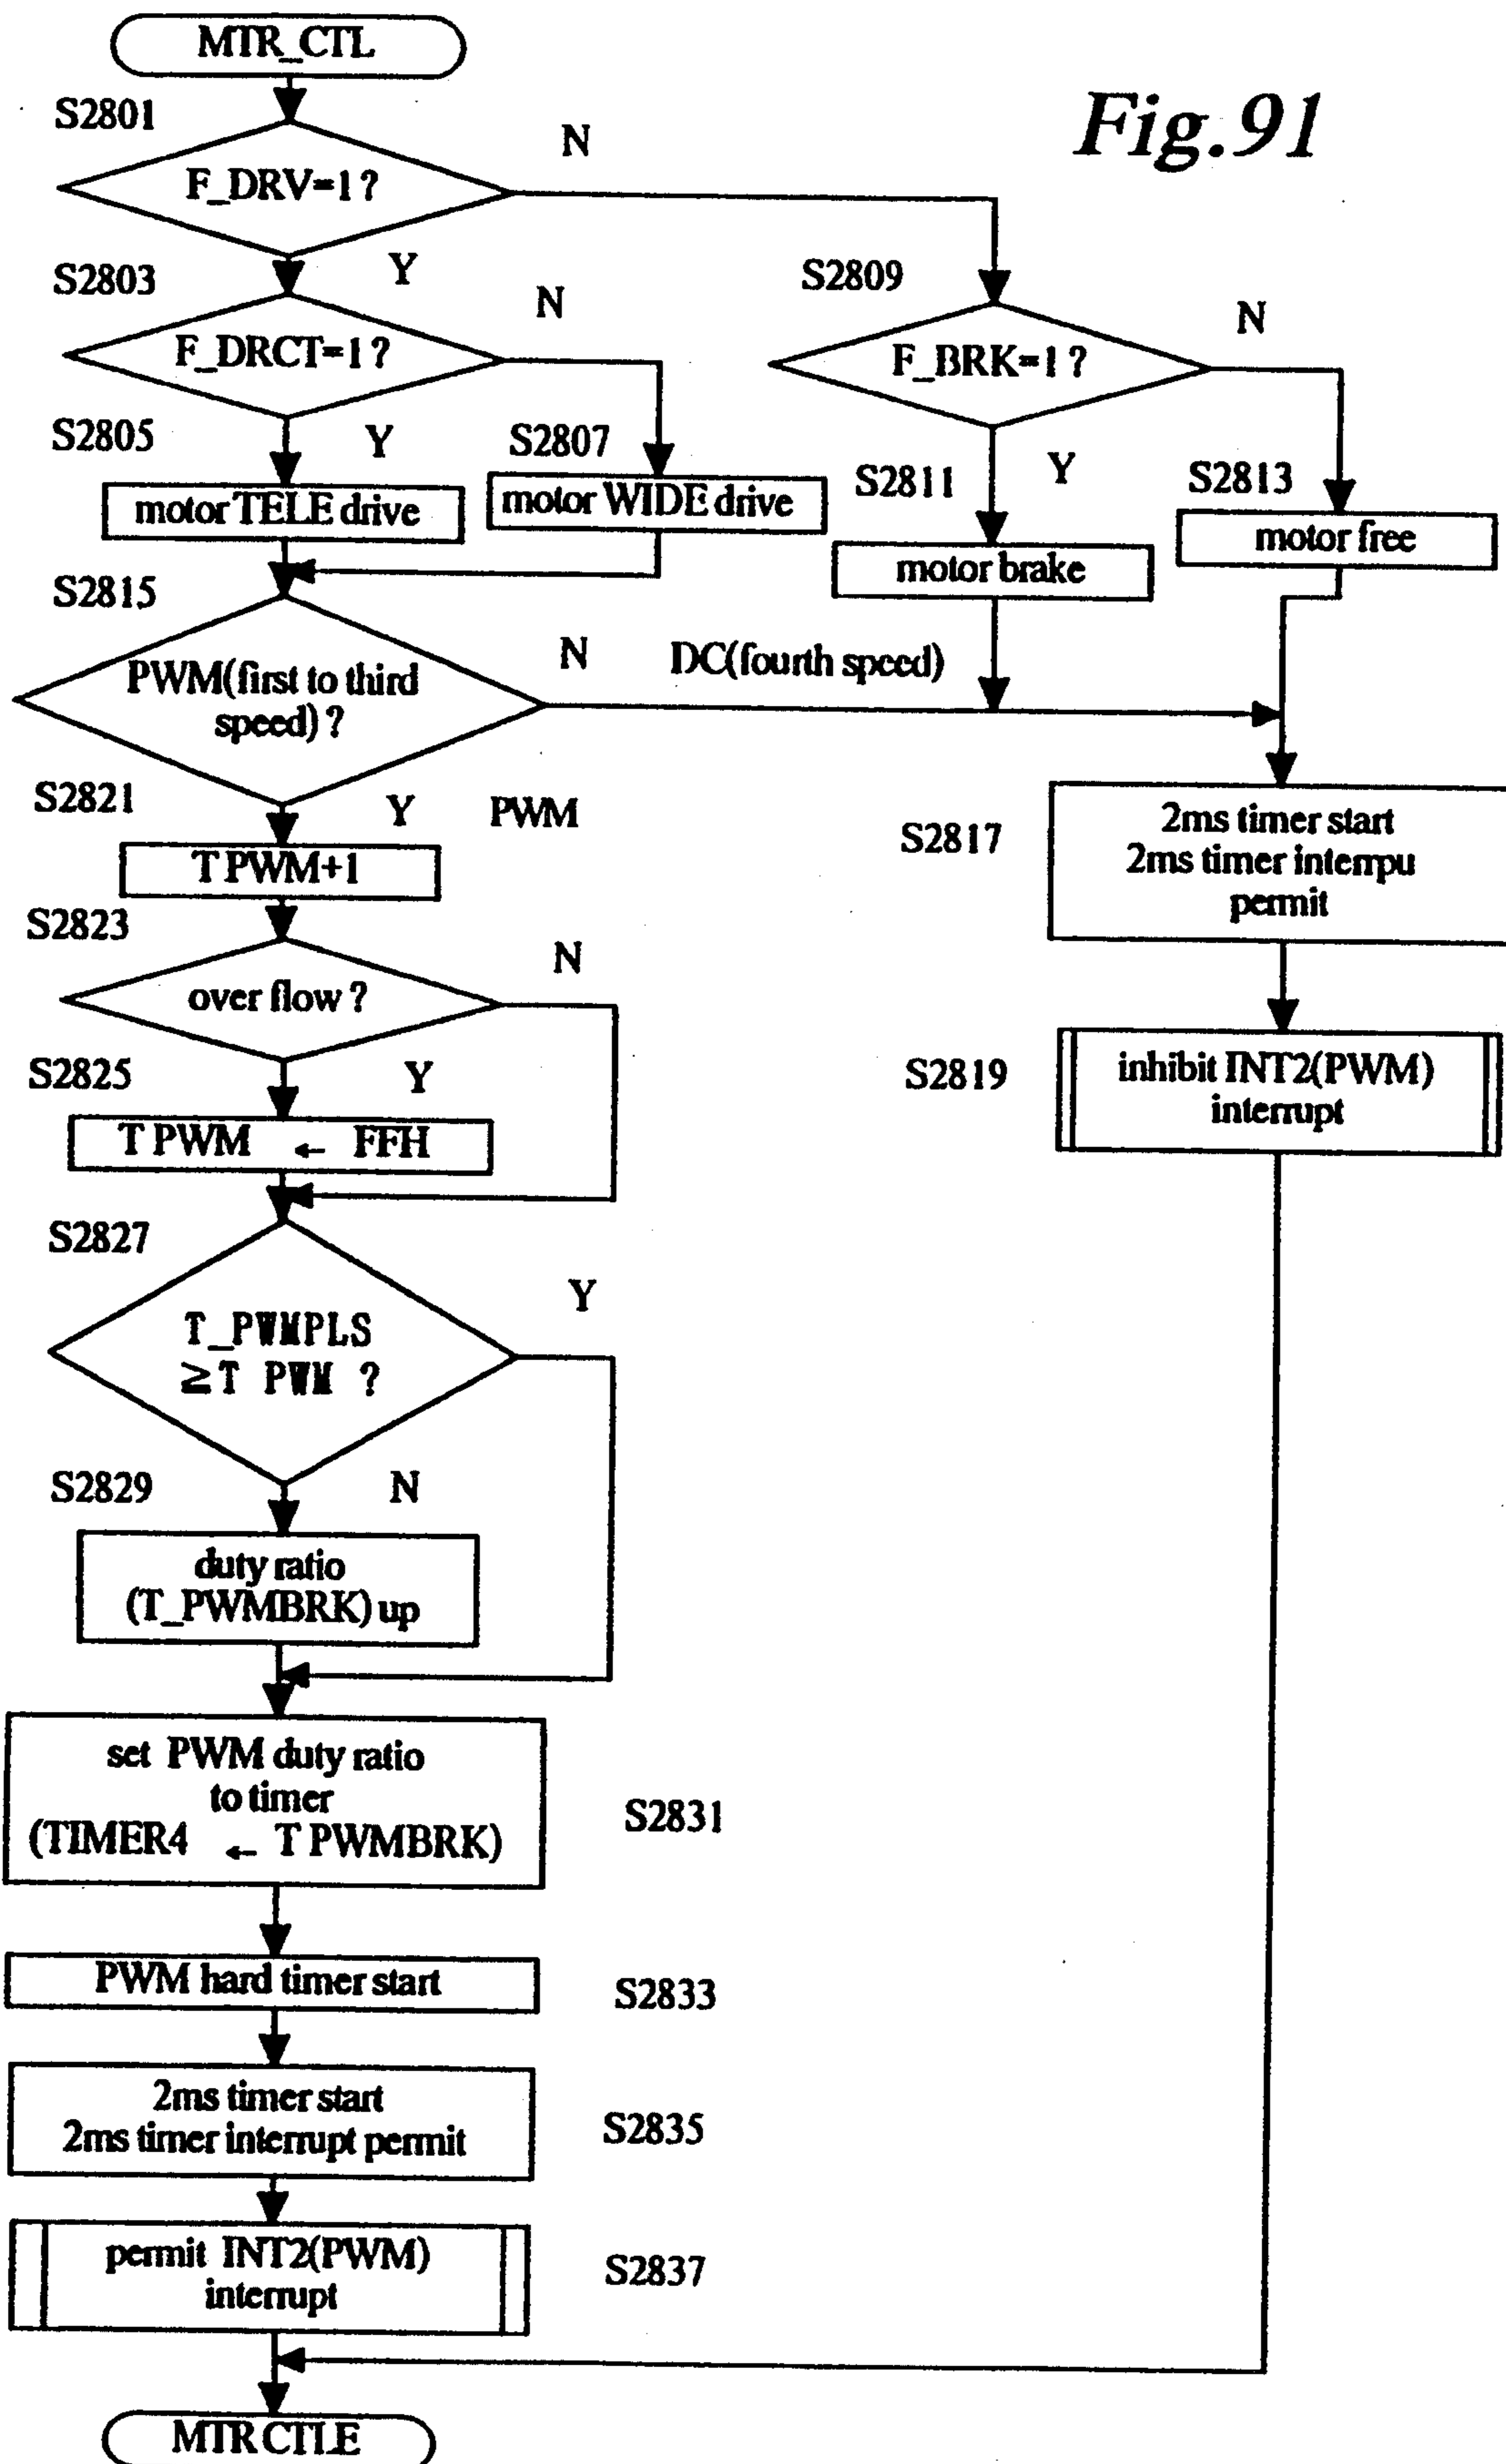 MTR_CTL
Fig.91
S2801
N
F_DRV=1?
Y
S2803
N
S2809
N
F_DRCT=1?
F_BRK=1?
S2805
Y
S2807
S2811
Y
S2813
motor TELE drive
motor WIDE drive
motor free
motor brake
S2815
N
DC(fourth speed)
PWM(first to third
speed)?
S2821
Y
PWM
S2817
2ms timer start
2ms timer interrpu
permit
T PWM+1
S2823
N
over flow?
S2825
Y
S2819
inhibit INT2(PWM)
interrupt
T PWM ← FFH
S2827
Y
T_PWMPLS
≥T PWM ?
S2829
N
duty ratio
(T_PWMBRK) up
set PWM duty ratio
to timer
(TIMER4 ← T PWMBRK)
S2831
PWM hard timer start
S2833
2ms timer start
2ms timer interrupt permit
S2835
permit INT2(PWM)
interrupt
S2837
MTR CTLE